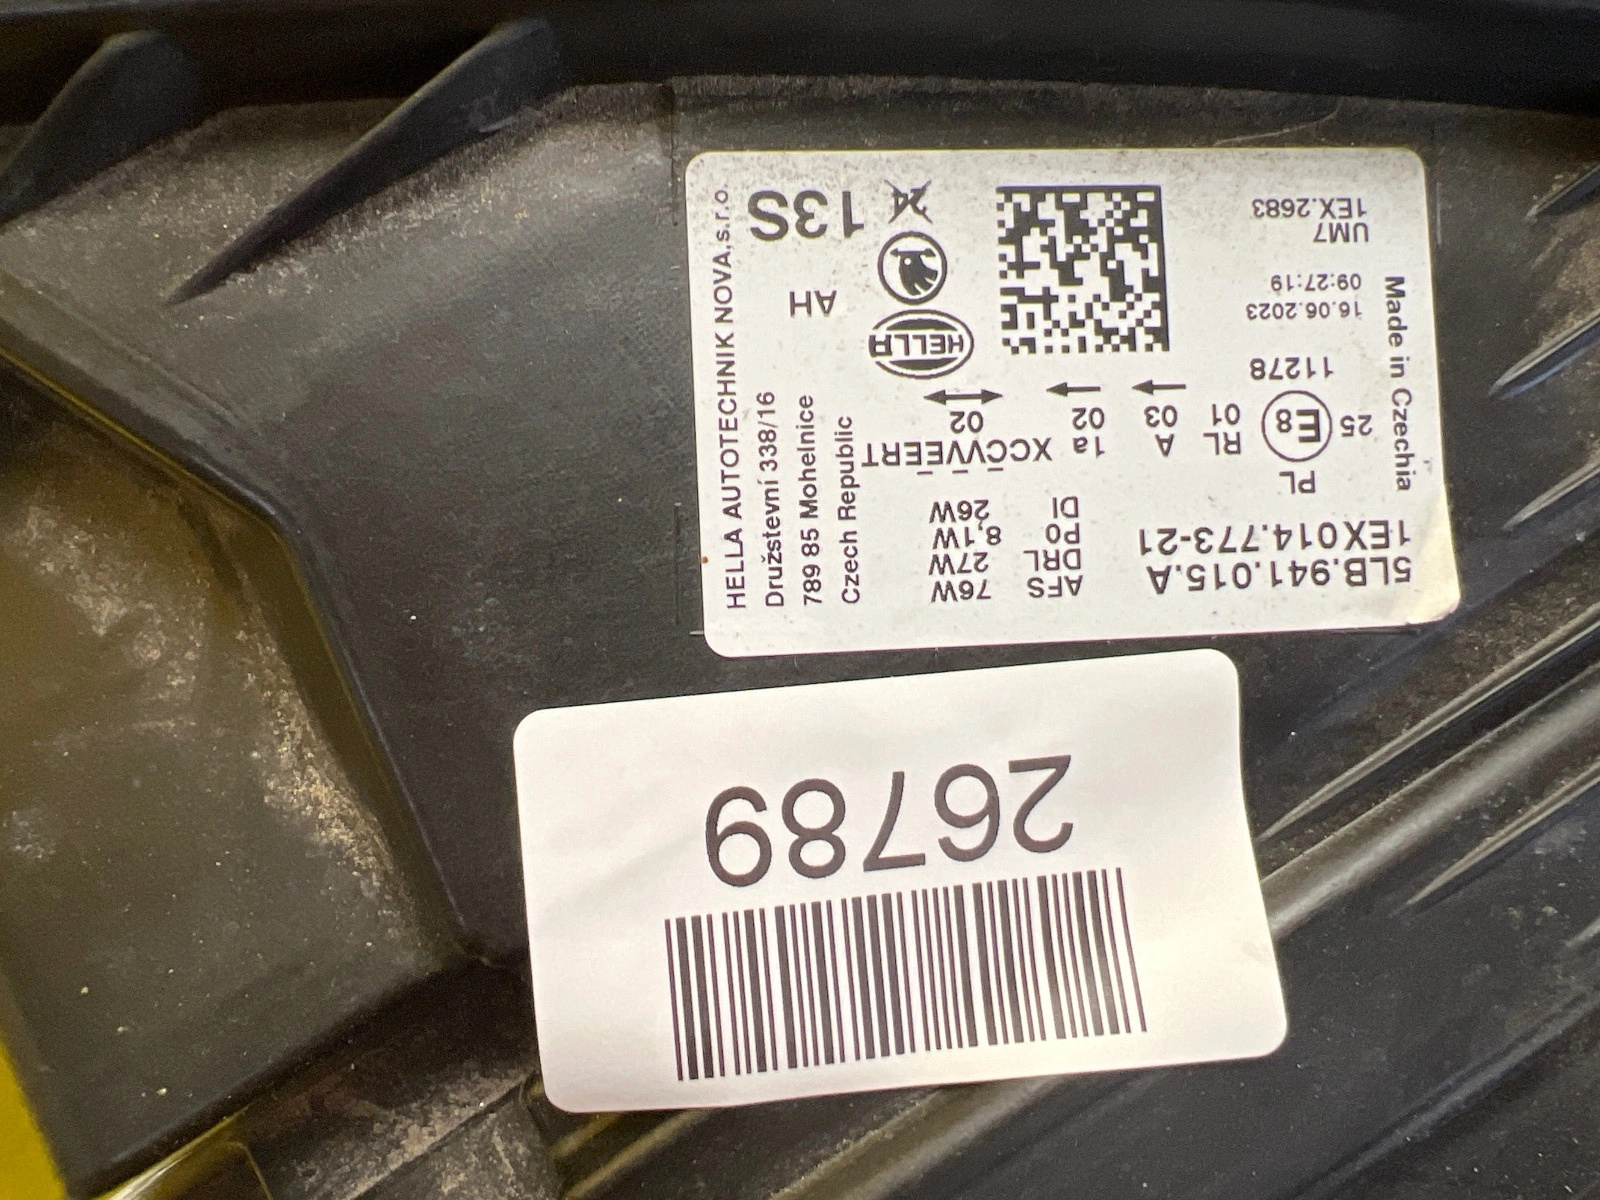 5LB.941.015.A
1EX014.773-21
AFS 76W
DRL 27W
Po 8,1W
DI 26W
PL
25 E8 RL A 1a XCCVVEERT
01 03 02 02
11278
16.06.2023
09:27:19
UM7
1EX.2683
Made in Czechia
HELLA
AH
24
13S
HELLA AUTOTECHNIK NOVA,s.r.o.
Družstevní 338/16
789 85 Mohelnice
Czech Republic
26789